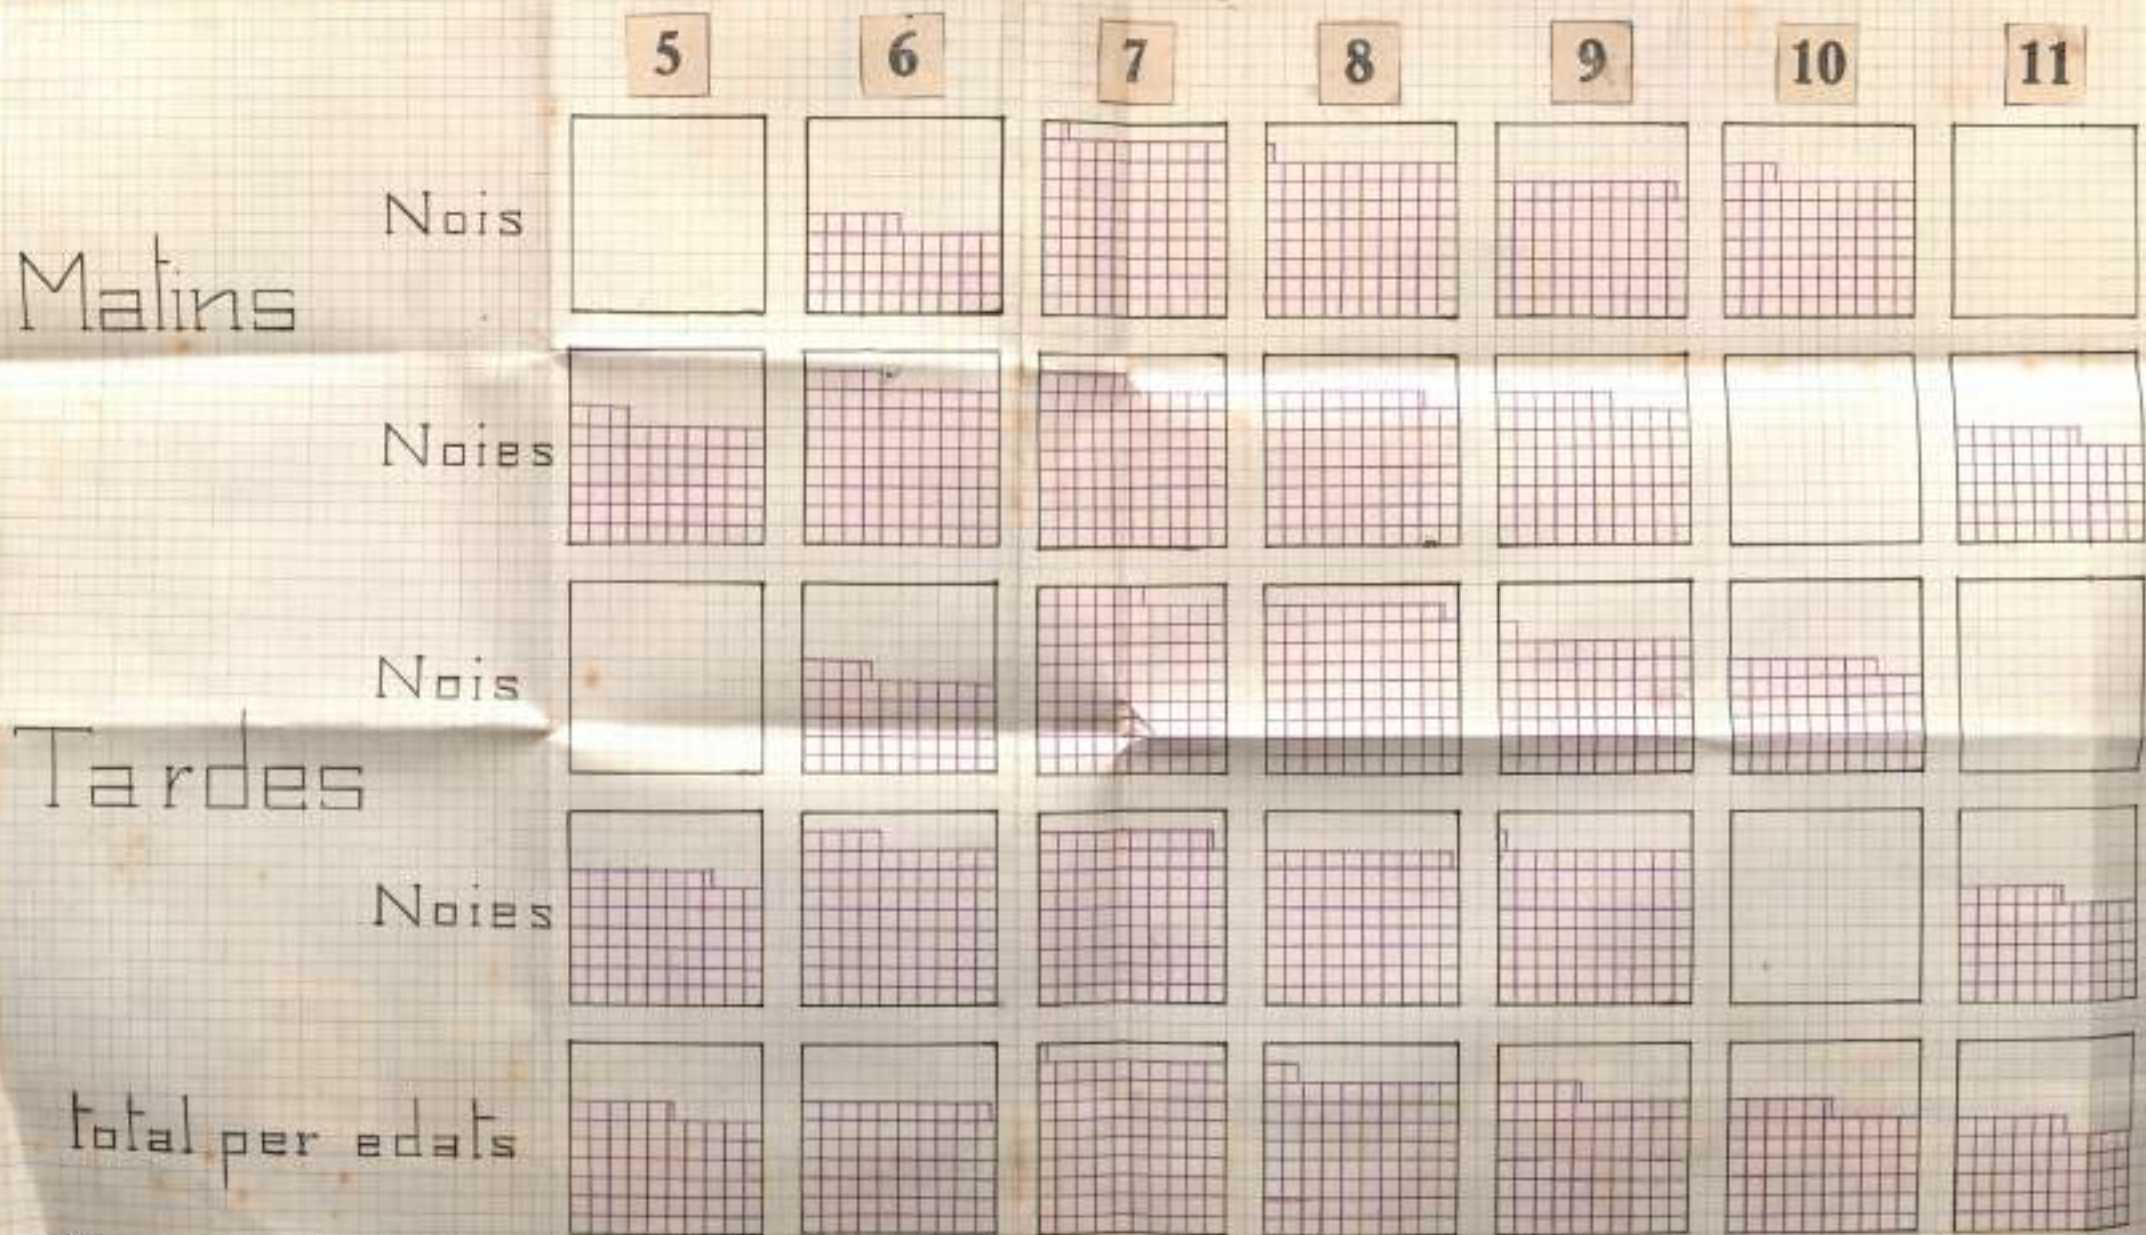 5 6 7 8 9 10 11
Nois
Matins
Noies
Nois
Tardes
Noies
total per edats